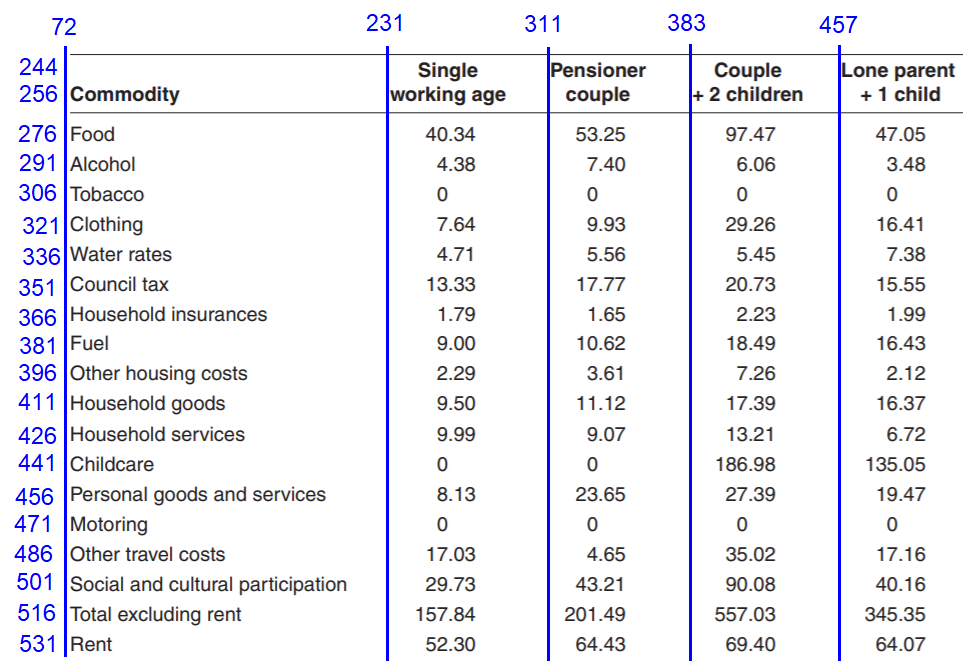 72 231 311 383 457
244 Single Pensioner Couple Lone parent
256 Commodity working age couple + 2 children + 1 child
276 Food 40.34 53.25 97.47 47.05
291 Alcohol 4.38 7.40 6.06 3.48
306 Tobacco 0 0 0 0
321 Clothing 7.64 9.93 29.26 16.41
336 Water rates 4.71 5.56 5.45 7.38
351 Council tax 13.33 17.77 20.73 15.55
366 Household insurances 1.79 1.65 2.23 1.99
381 Fuel 9.00 10.62 18.49 16.43
396 Other housing costs 2.29 3.61 7.26 2.12
411 Household goods 9.50 11.12 17.39 16.37
426 Household services 9.99 9.07 13.21 6.72
441 Childcare 0 0 186.98 135.05
456 Personal goods and services 8.13 23.65 27.39 19.47
471 Motoring 0 0 0 0
486 Other travel costs 17.03 4.65 35.02 17.16
501 Social and cultural participation 29.73 43.21 90.08 40.16
516 Total excluding rent 157.84 201.49 557.03 345.35
531 Rent 52.30 64.43 69.40 64.07